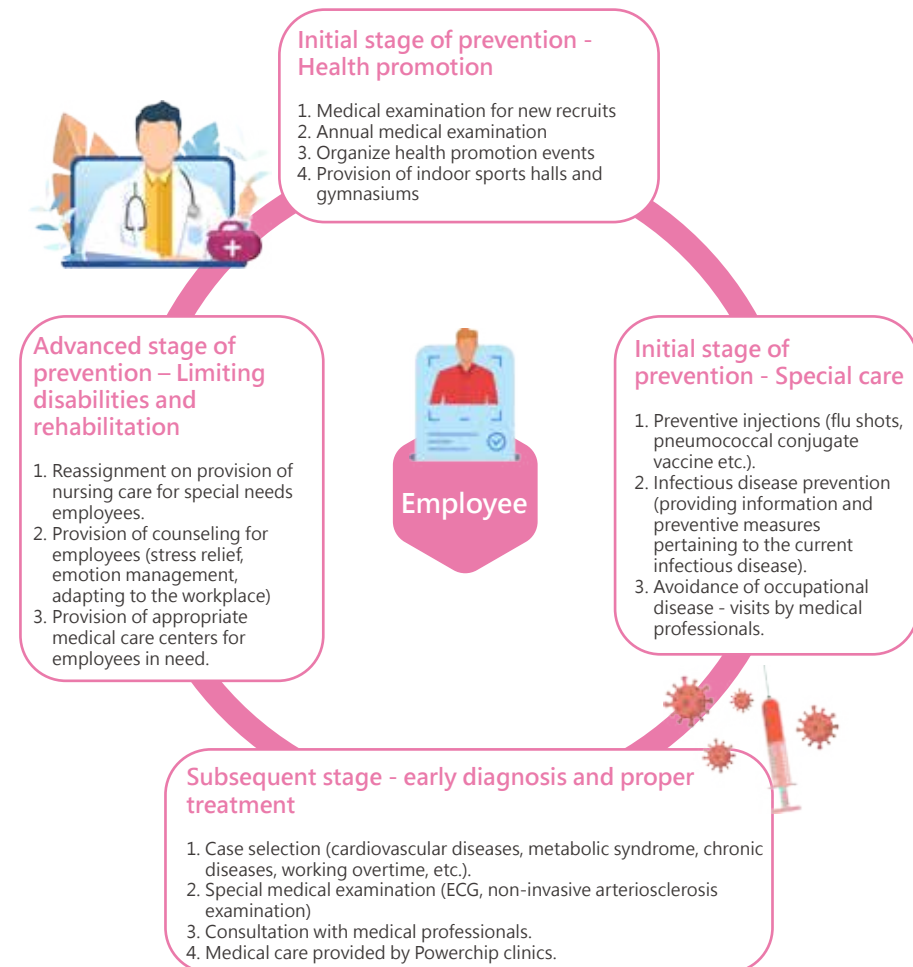 Initial stage of prevention -
Health promotion
1. Medical examination for new recruits
2. Annual medical examination
3. Organize health promotion events
4. Provision of indoor sports halls and
gymnasiums
Advanced stage of
prevention – Limiting
disabilities and
rehabilitation
1. Reassignment on provision of
nursing care for special needs
employees.
2. Provision of counseling for
employees (stress relief,
emotion management,
adapting to the workplace)
3. Provision of appropriate
medical care centers for
employees in need.
Employee
Initial stage of
prevention - Special care
1. Preventive injections (flu shots,
pneumococcal conjugate
vaccine etc.).
2. Infectious disease prevention
(providing information and
preventive measures
pertaining to the current
infectious disease).
3. Avoidance of occupational
disease - visits by medical
professionals.
Subsequent stage - early diagnosis and proper
treatment
1. Case selection (cardiovascular diseases, metabolic syndrome, chronic
diseases, working overtime, etc.).
2. Special medical examination (ECG, non-invasive arteriosclerosis
examination)
3. Consultation with medical professionals.
4. Medical care provided by Powerchip clinics.